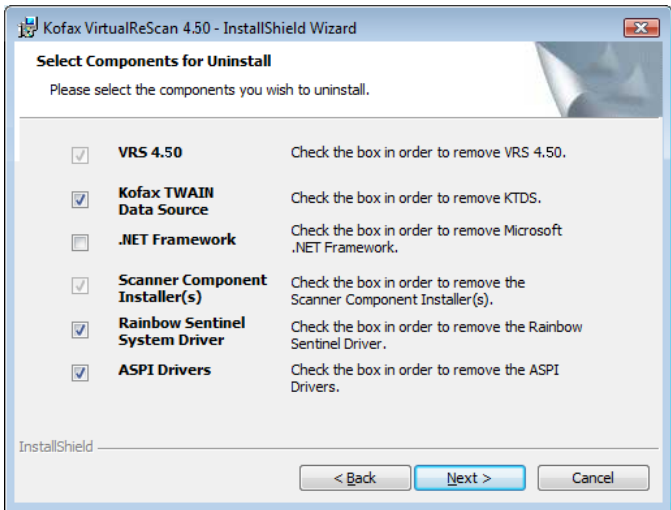 Kofax VirtualReScan 4.50 - InstallShield Wizard
Select Components for Uninstall
Please select the components you wish to uninstall.
VRS 4.50
Check the box in order to remove VRS 4.50.
Kofax TWAIN
Data Source
Check the box in order to remove KTDS.
.NET Framework
Check the box in order to remove Microsoft
.NET Framework.
Scanner Component
Installer(s)
Check the box in order to remove the
Scanner Component Installer(s).
Rainbow Sentinel
System Driver
Check the box in order to remove the Rainbow
Sentinel Driver.
ASPI Drivers
Check the box in order to remove the ASPI
Drivers.
InstallShield
< Back
Next >
Cancel